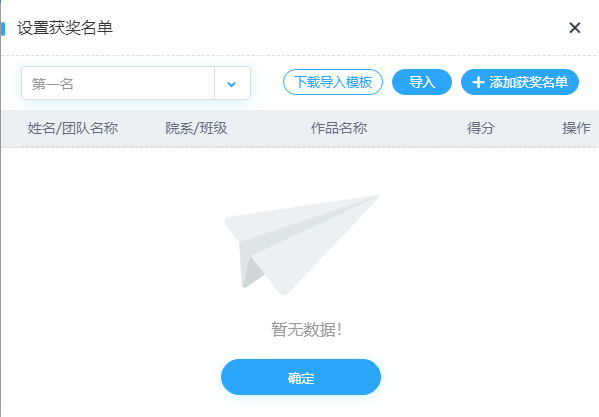 设置获奖名单
第一名 下载导入模板 导入 添加获奖名单
姓名/团队名称 院系/班级 作品名称 得分 操作
暂无数据!
确定